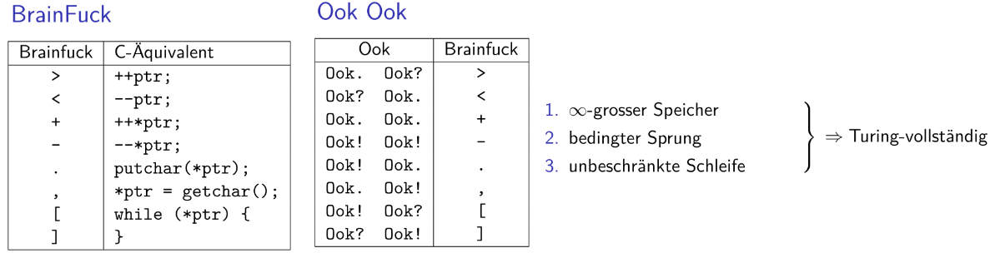 BrainFuck
Brainfuck C-Äquivalent
> ++ptr;
< --ptr;
+ ++*ptr;
- --*ptr;
. putchar(*ptr);
, *ptr = getchar();
[ while (*ptr) {
] }
Ook Ook
Ook Brainfuck
Ook. Ook? >
Ook? Ook. <
Ook. Ook. +
Ook! Ook! -
Ook! Ook. .
Ook. Ook! ,
Ook! Ook? [
Ook? Ook! ]
1. ∞-grosser Speicher
2. bedingter Sprung
3. unbeschränkte Schleife
⇒ Turing-vollständig